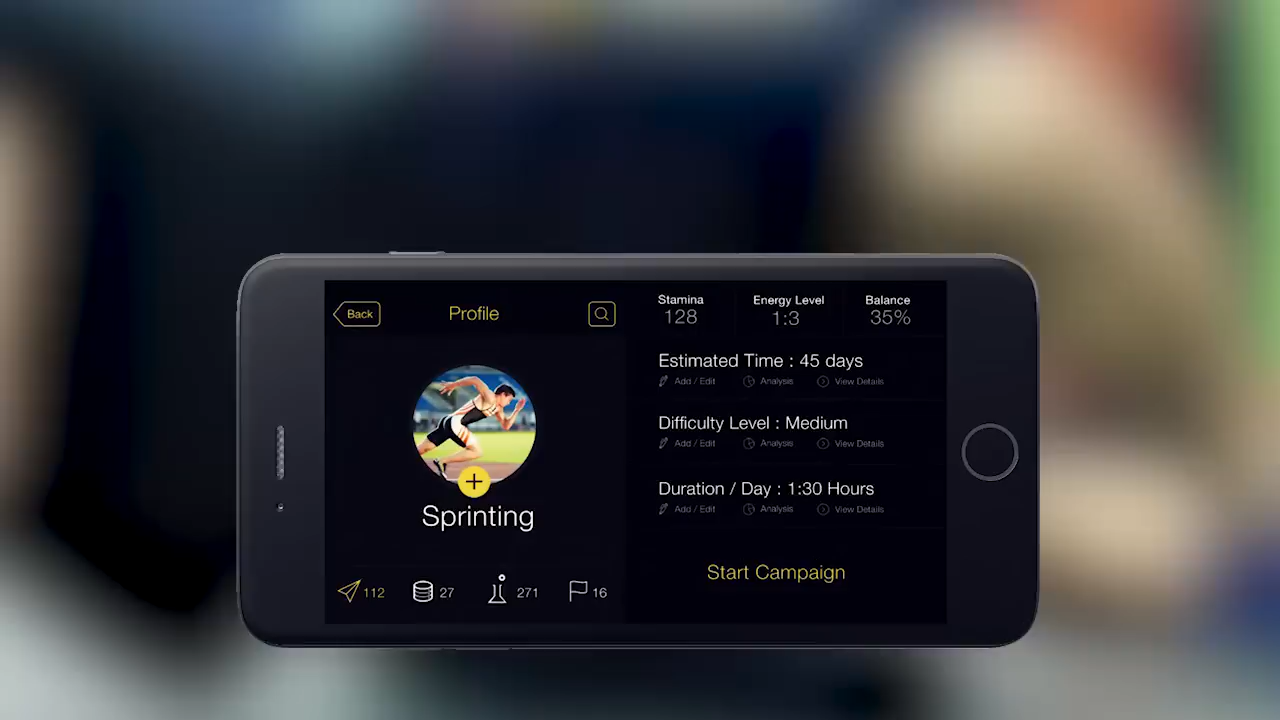 Back
Profile
Sprinting
112
27
271
16
Stamina
128
Energy Level
1:3
Balance
35%
Estimated Time : 45 days
Add / Edit
Analysis
View Details
Difficulty Level : Medium
Add / Edit
Analysis
View Details
Duration / Day : 1:30 Hours
Add / Edit
Analysis
View Details
Start Campaign